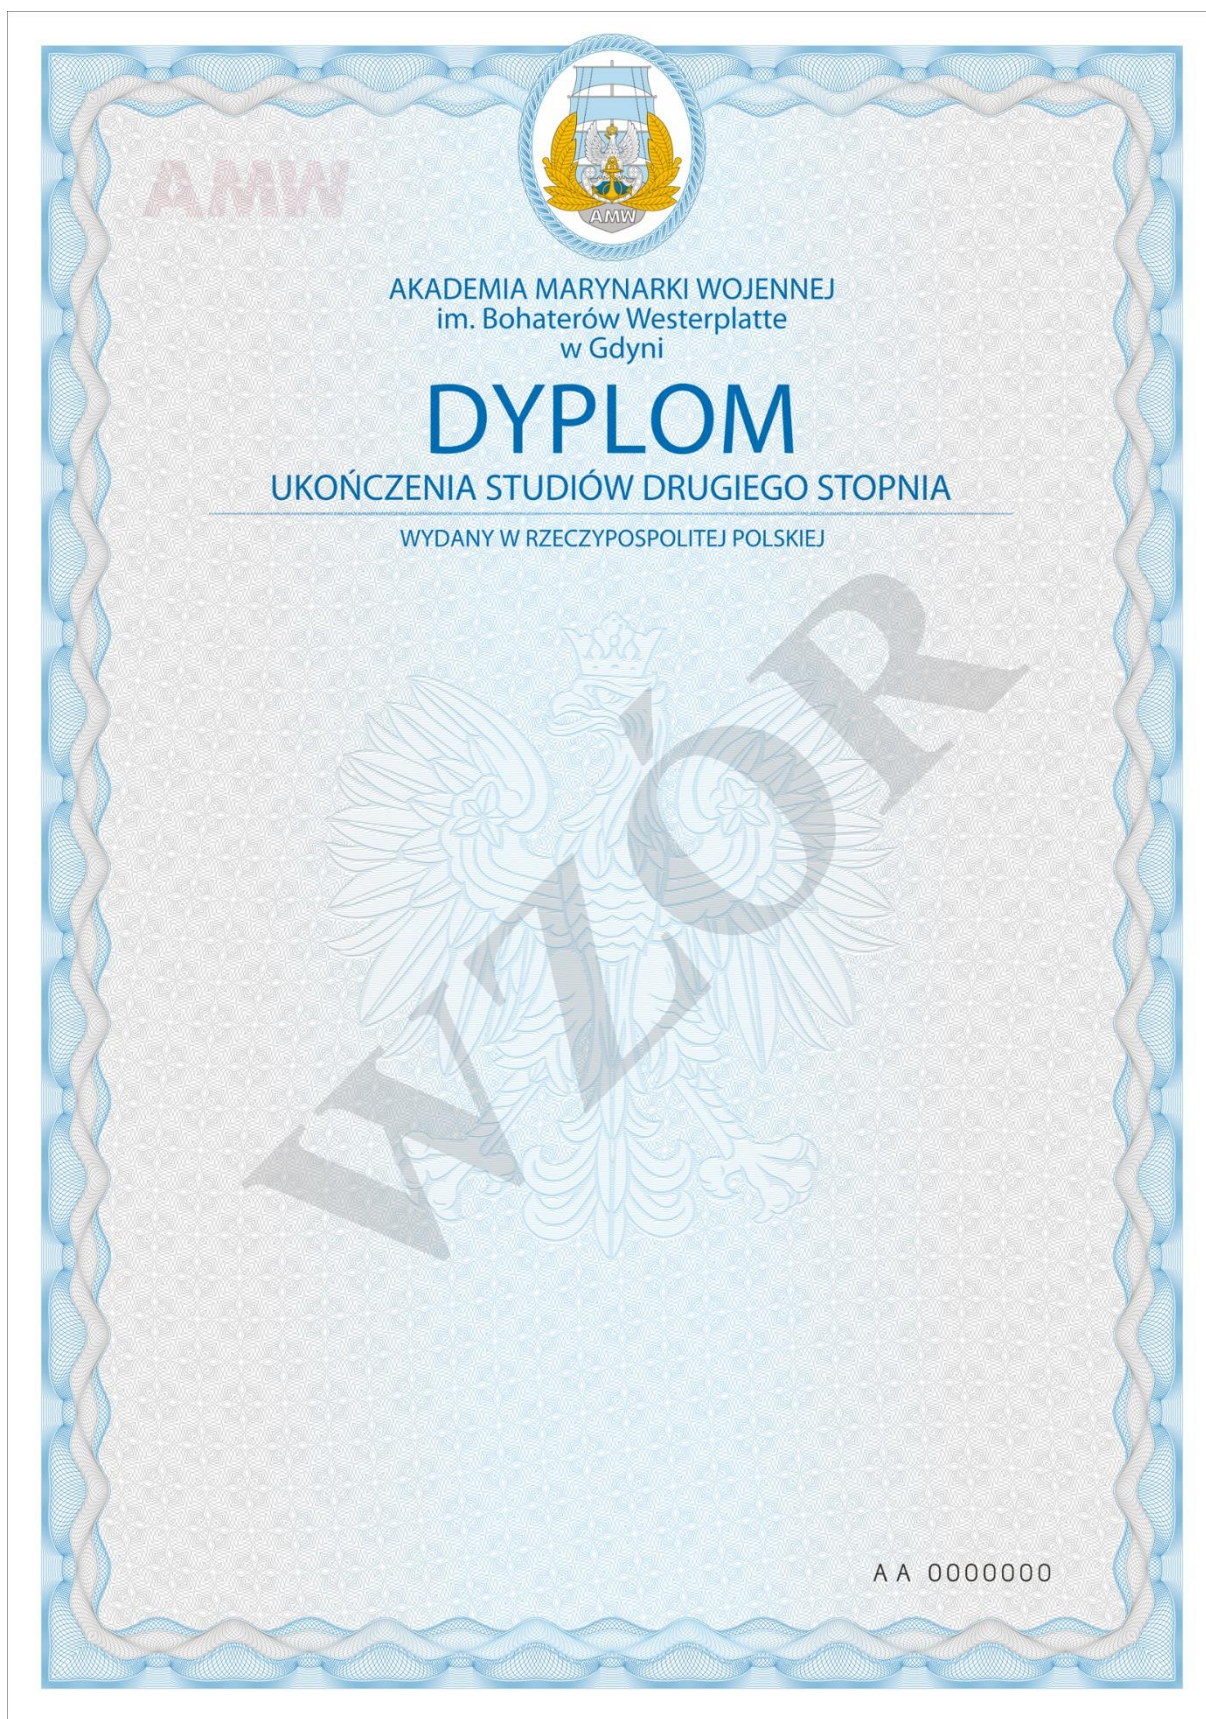 AMW
AMW
AKADEMIA MARYNARKI WOJENNEJ
im. Bohaterów Westerplatte
w Gdyni
DYPLOM
UKOŃCZENIA STUDIÓW DRUGIEGO STOPNIA
WYDANY W RZECZYPOSPOLITEJ POLSKIEJ
WZÓR
AA 0000000